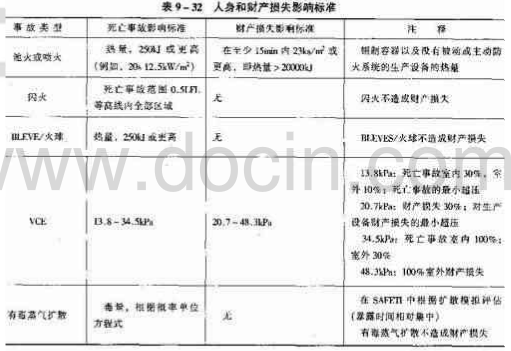 表 9-32 人身和财产损失影响标准
事故类型 死亡事故影响标准 财产损失影响标准 注 释
池火或喷火
热量，250kJ 或更高
(例如，20s 12.5kW/m²)
在至少 15min 内 23ks/m² 或
更高，即热量＞20000kJ
钢制容器以及没有被动或主动防
火系统的生产设备的热量
闪火
死亡事故范围 0.5LFL
等高线内全部区域
无
闪火不造成财产损失
BLEVE/火球 热量，250kJ 或更高 无 BLEVES/火球不造成财产损失
VCE
13.8~34.5kPa
20.7~48.3kPa
13.8kPa：死亡事故室内 30%，室
外 10%；死亡事故的最小超压
20.7kPa：财产损失 30%；对生产
设备财产损失的最小超压
34.5kPa：死亡事故室内 100%；
室外 30%
48.3kPa：100%室外财产损失
有毒蒸气扩散
毒量，根据概率单位
方程式
无
在 SAFETI 中根据扩散模拟评估
(暴露时间相对集中)
有毒蒸气扩散不造成财产损失
www.docin.com